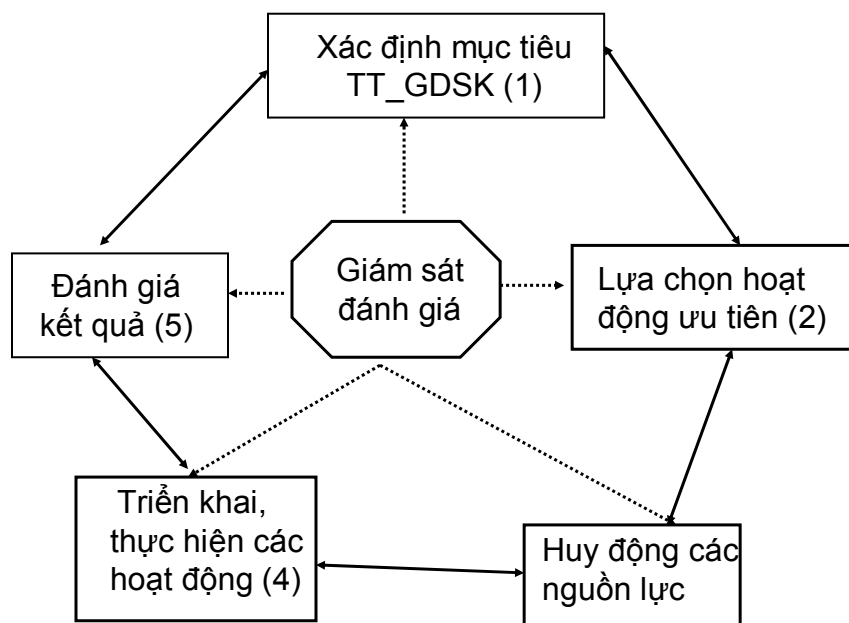 Xác định mục tiêu
TT_GDSK (1)
Giám sát
đánh giá
Đánh giá
kết quả (5)
Lựa chọn hoạt
động ưu tiên (2)
Triển khai,
thực hiện các
hoạt động (4)
Huy động các
nguồn lực